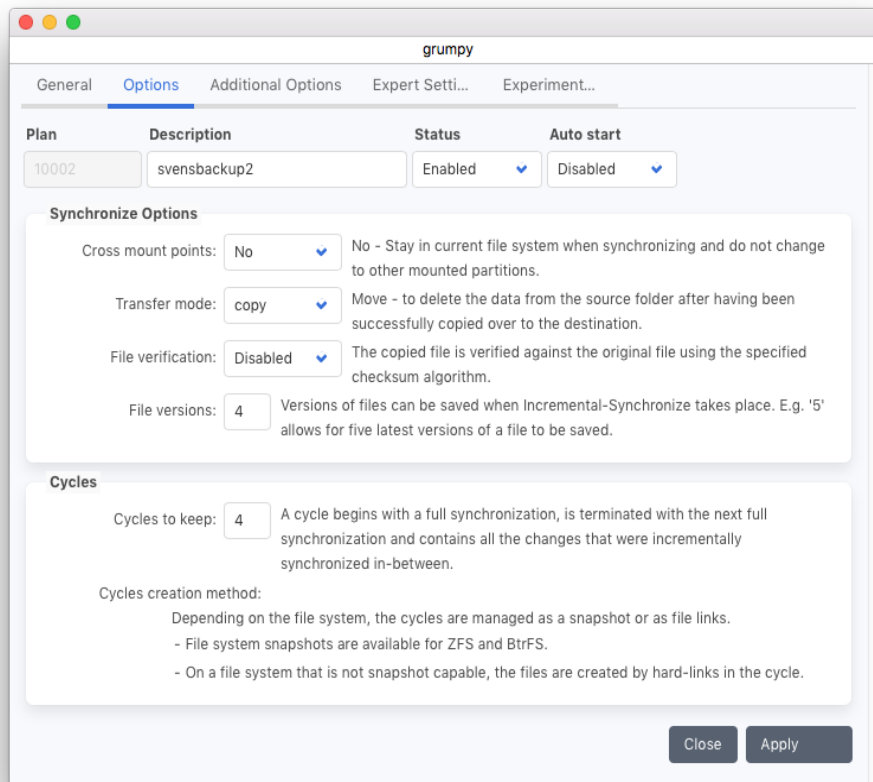 grumpy
General Options Additional Options Expert Setti... Experiment...
Plan Description Status Auto start
10002 svensbackup2 Enabled Disabled
Synchronize Options
Cross mount points: No No - Stay in current file system when synchronizing and do not change
to other mounted partitions.
Transfer mode: copy Move - to delete the data from the source folder after having been
successfully copied over to the destination.
File verification: Disabled The copied file is verified against the original file using the specified
checksum algorithm.
File versions: 4 Versions of files can be saved when Incremental-Synchronize takes place. E.g. '5'
allows for five latest versions of a file to be saved.
Cycles
Cycles to keep: 4 A cycle begins with a full synchronization, is terminated with the next full
synchronization and contains all the changes that were incrementally
synchronized in-between.
Cycles creation method:
Depending on the file system, the cycles are managed as a snapshot or as file links.
- File system snapshots are available for ZFS and BtrFS.
- On a file system that is not snapshot capable, the files are created by hard-links in the cycle.
Close Apply